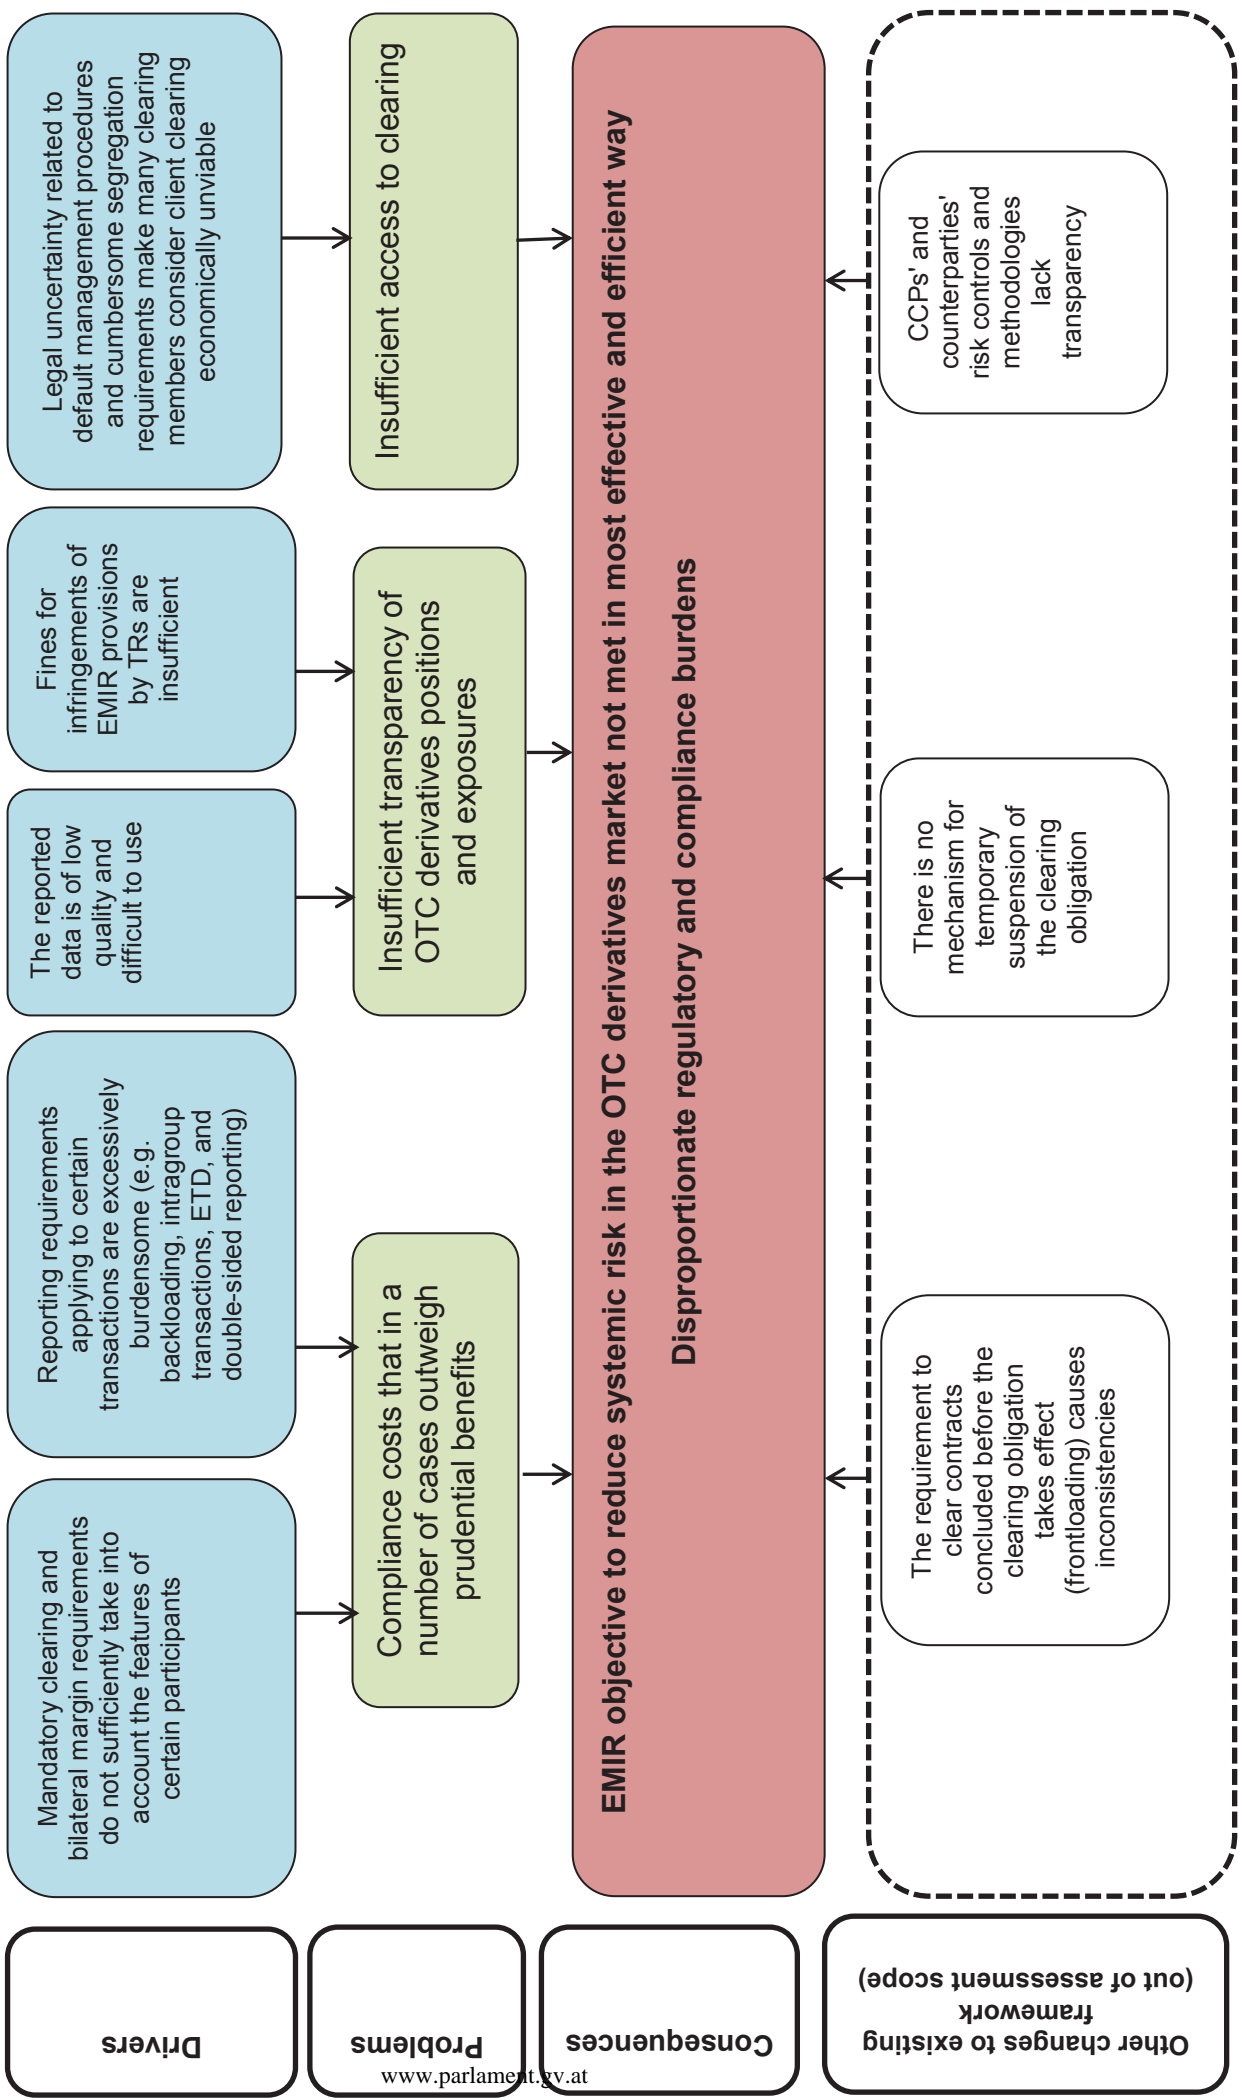 Drivers
Mandatory clearing and
bilateral margin requirements
do not sufficiently take into
account the features of
certain participants
Reporting requirements
applying to certain
transactions are excessively
burdensome (e.g.
backloading, intragroup
transactions, ETD, and
double-sided reporting)
The reported
data is of low
quality and
difficult to use
Fines for
infringements of
EMIR provisions
by TRs are
insufficient
Legal uncertainty related to
default management procedures
and cumbersome segregation
requirements make many clearing
members consider client clearing
economically unviable
Problems
Compliance costs that in a
number of cases outweigh
prudential benefits
Insufficient transparency of
OTC derivatives positions
and exposures
Insufficient access to clearing
Consequences
EMIR objective to reduce systemic risk in the OTC derivatives market not met in most effective and efficient way
Disproportionate regulatory and compliance burdens
Other changes to existing
framework
(out of assessment scope)
The requirement to
clear contracts
concluded before the
clearing obligation
takes effect
(frontloading) causes
inconsistencies
There is no
mechanism for
temporary
suspension of
the clearing
obligation
CCPs' and
counterparties'
risk controls and
methodologies
lack
transparency
www.parlament.gv.at